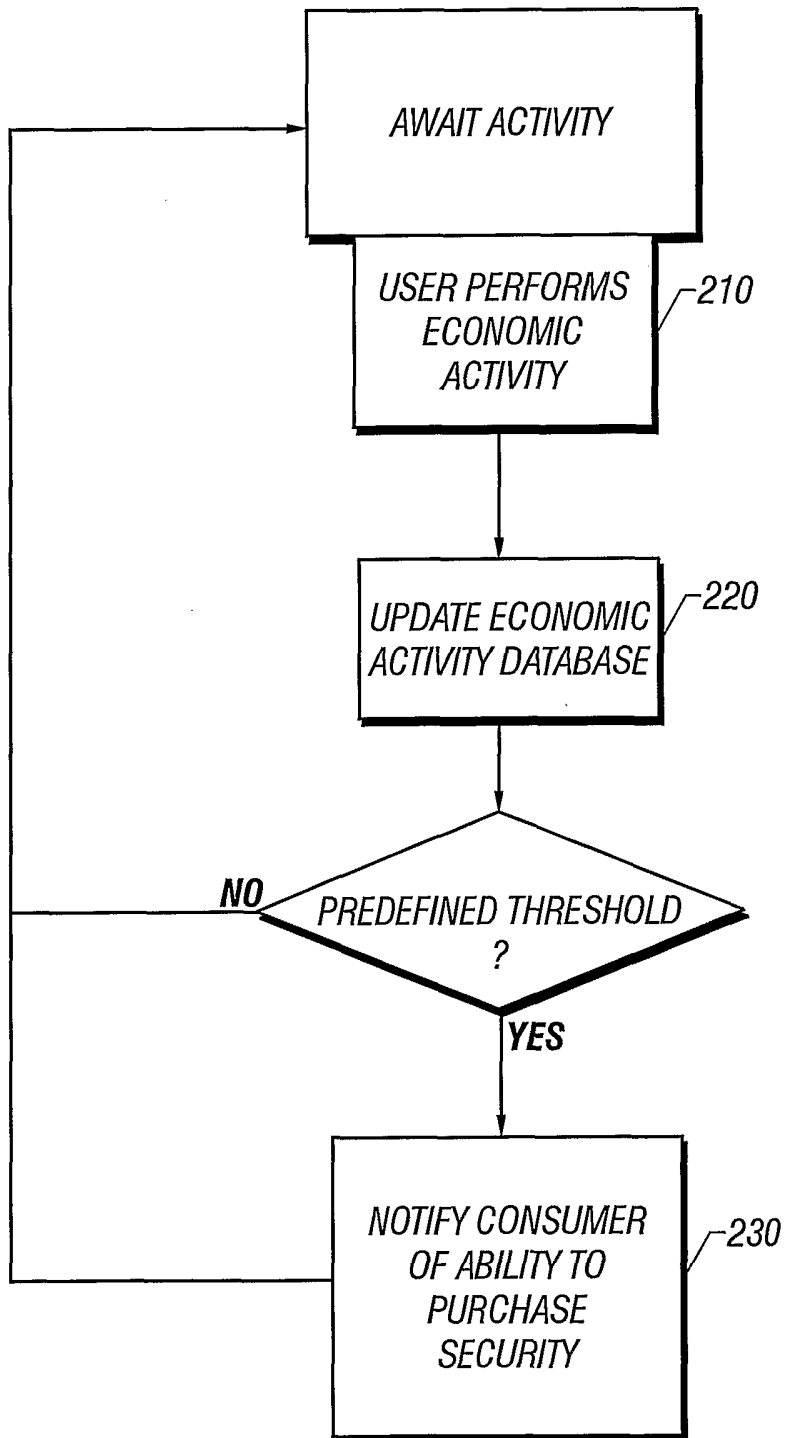 AWAIT ACTIVITY
USER PERFORMS
ECONOMIC
ACTIVITY
210
UPDATE ECONOMIC
ACTIVITY DATABASE
220
NO
PREDEFINED THRESHOLD
?
YES
NOTIFY CONSUMER
OF ABILITY TO
PURCHASE
SECURITY
230